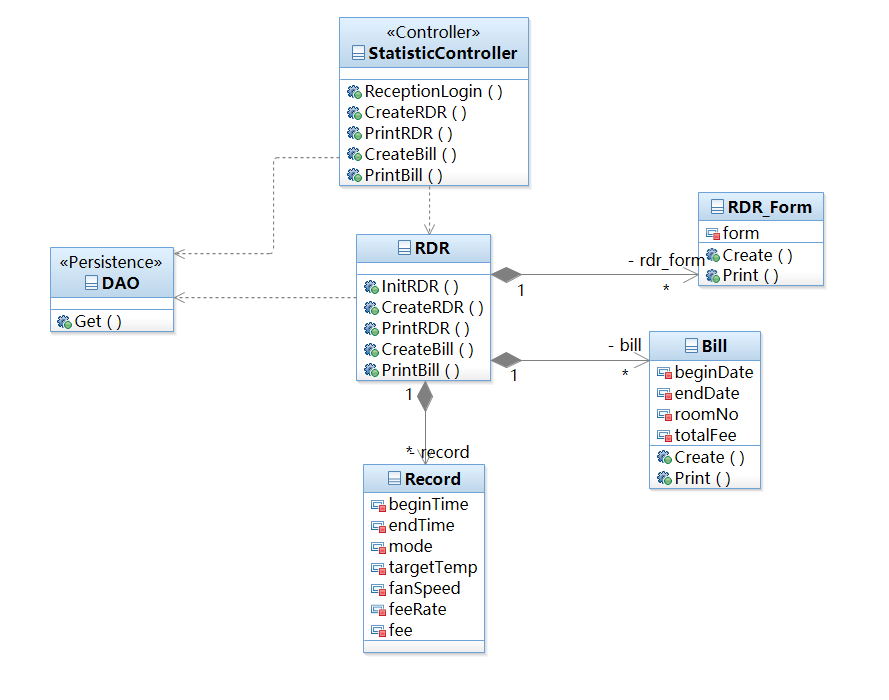 «Controller»
StatisticController
ReceptionLogin ( )
CreateRDR ( )
PrintRDR ( )
CreateBill ( )
PrintBill ( )
«Persistence»
DAO
Get ( )
RDR
InitRDR ( )
CreateRDR ( )
PrintRDR ( )
CreateBill ( )
PrintBill ( )
1
- rdr_form
*
RDR_Form
form
Create ( )
Print ( )
1
- bill
*
Bill
beginDate
endDate
roomNo
totalFee
Create ( )
Print ( )
1
*
- record
Record
beginTime
endTime
mode
targetTemp
fanSpeed
feeRate
fee